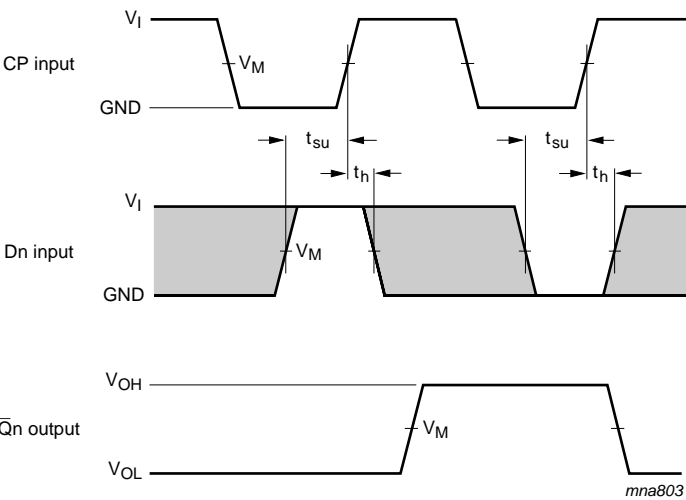 V_I
CP input
V_M
GND
t_su
t_su
t_h
t_h
V_I
Dn input
V_M
GND
V_OH
Q̅n output
V_M
V_OL
mna803